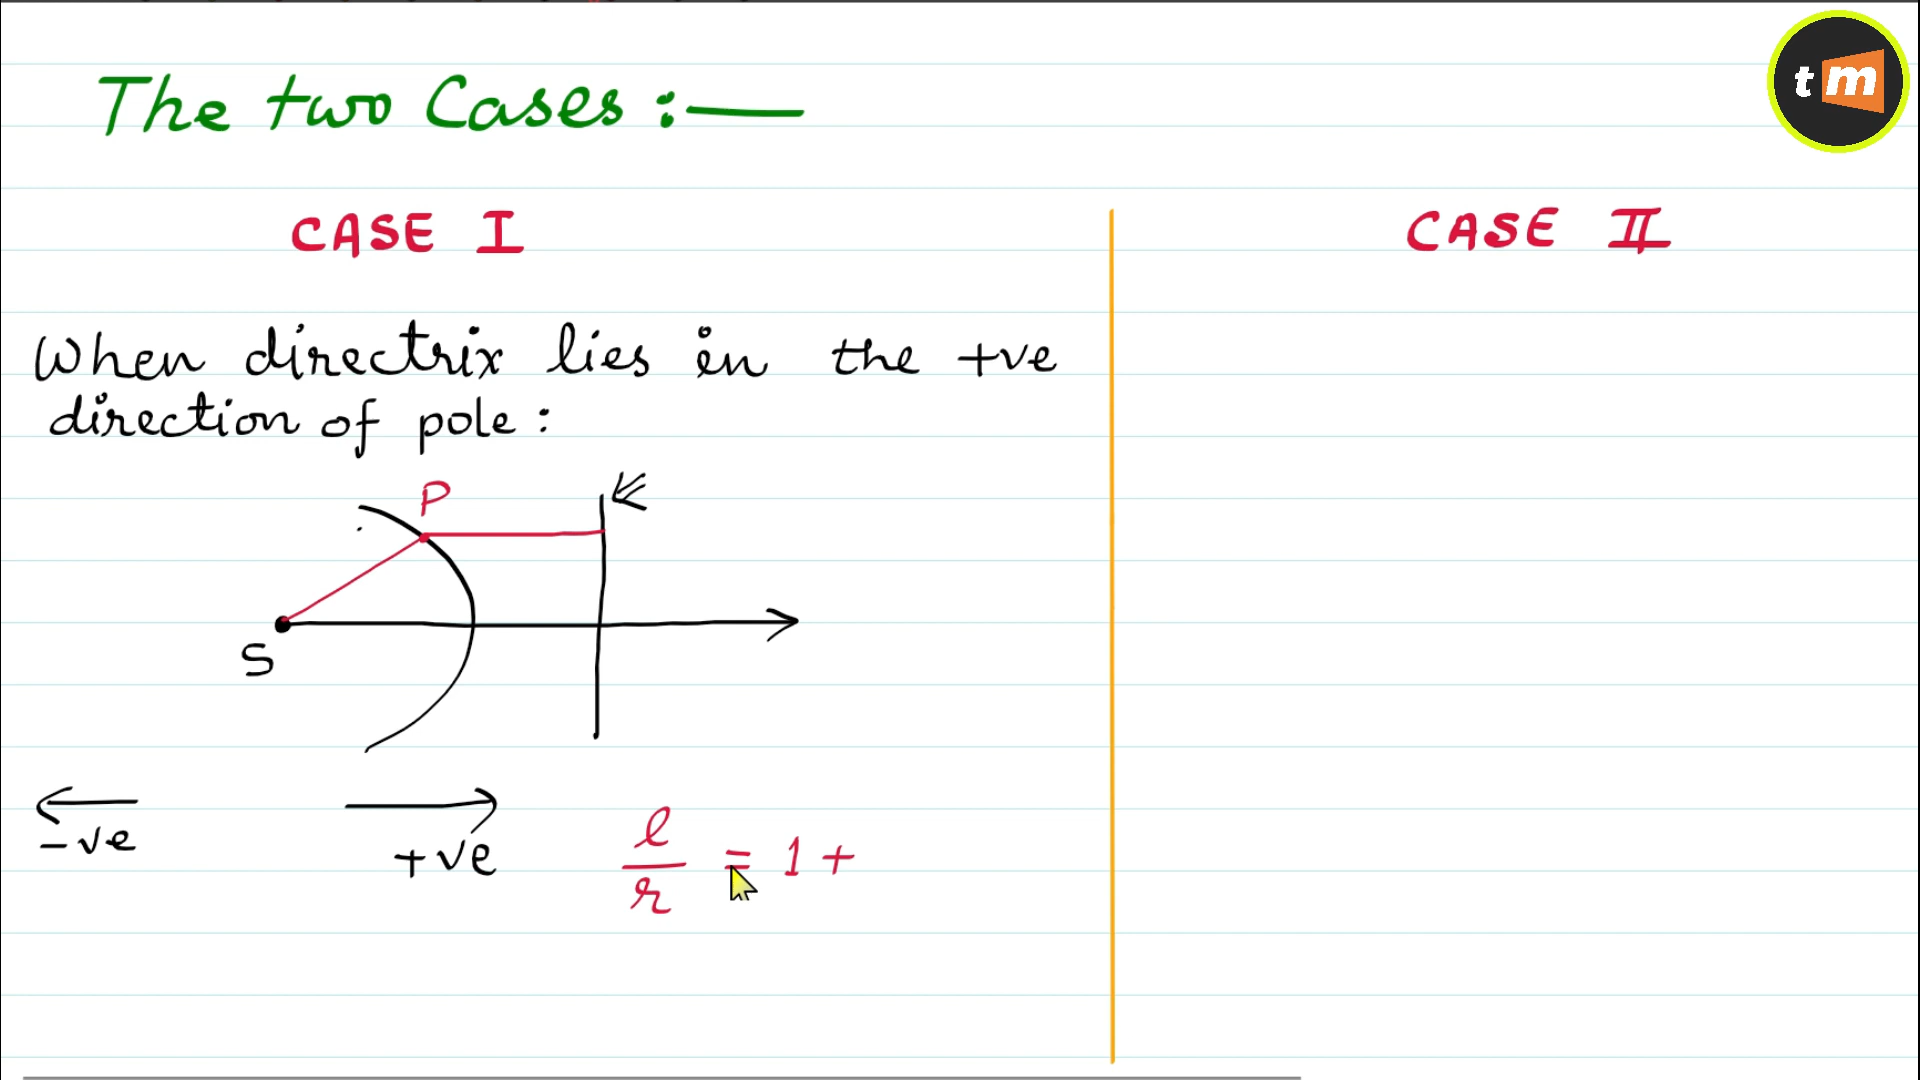 The two Cases :—
CASE I
When directrix lies in the +ve
direction of pole :
P
S
-ve
+ve
l/r = 1 +
CASE II
tm